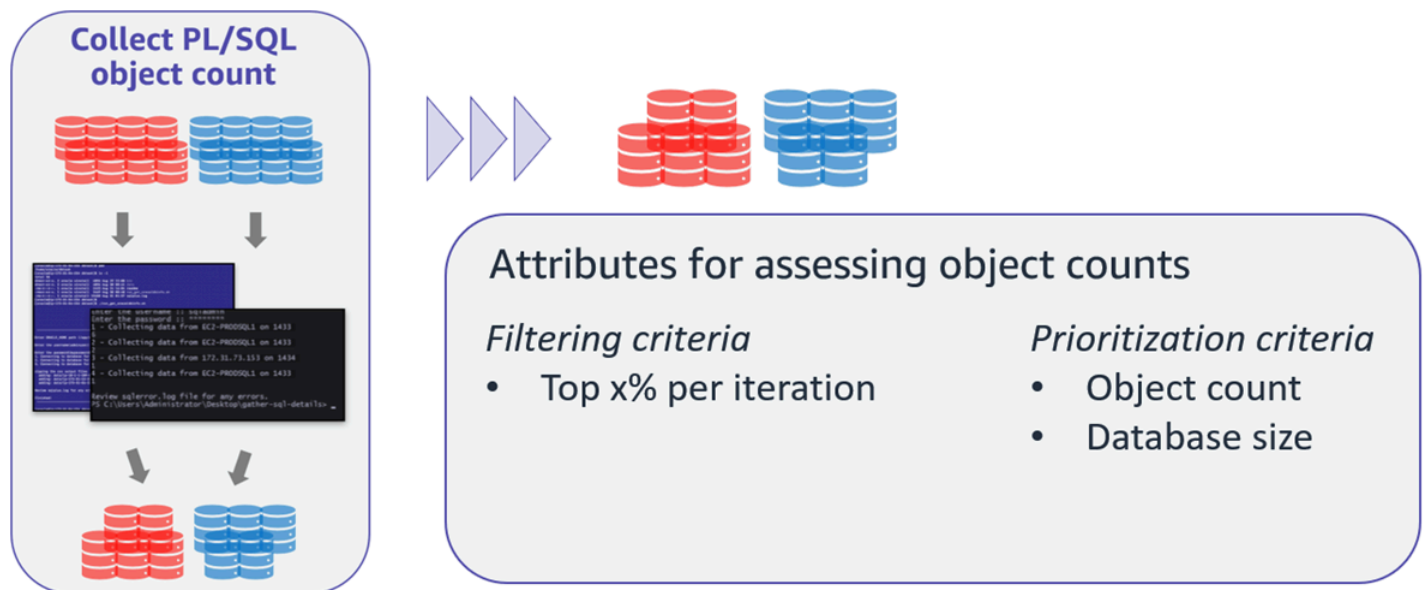 Collect PL/SQL
object count
Enter the username :: sqladmin
Enter the password :: ********
1 - Collecting data from EC2-PRODSQL1 on 1433
2 - Collecting data from EC2-PRODSQL1 on 1433
3 - Collecting data from 172.31.73.153 on 1434
4 - Collecting data from EC2-PRODSQL1 on 1433
Review sqlerror.log file for any errors.
PS C:\Users\Administrator\Desktop\gather-sql-details>
Attributes for assessing object counts
Filtering criteria
• Top x% per iteration
Prioritization criteria
• Object count
• Database size